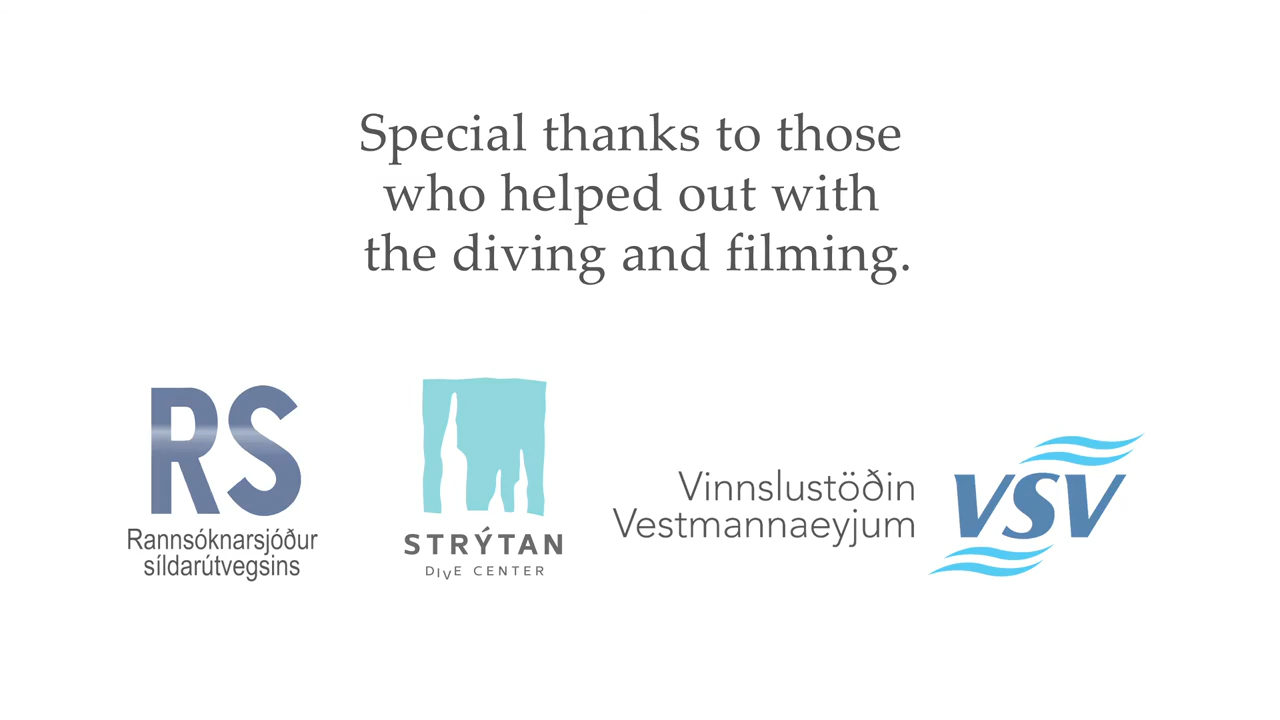 Special thanks to those
who helped out with
the diving and filming.
RS
Rannsóknarsjóður
síldarútvegsins
STRÝTAN
DIVE CENTER
Vinnslustöðin
Vestmannaeyjum
VSV